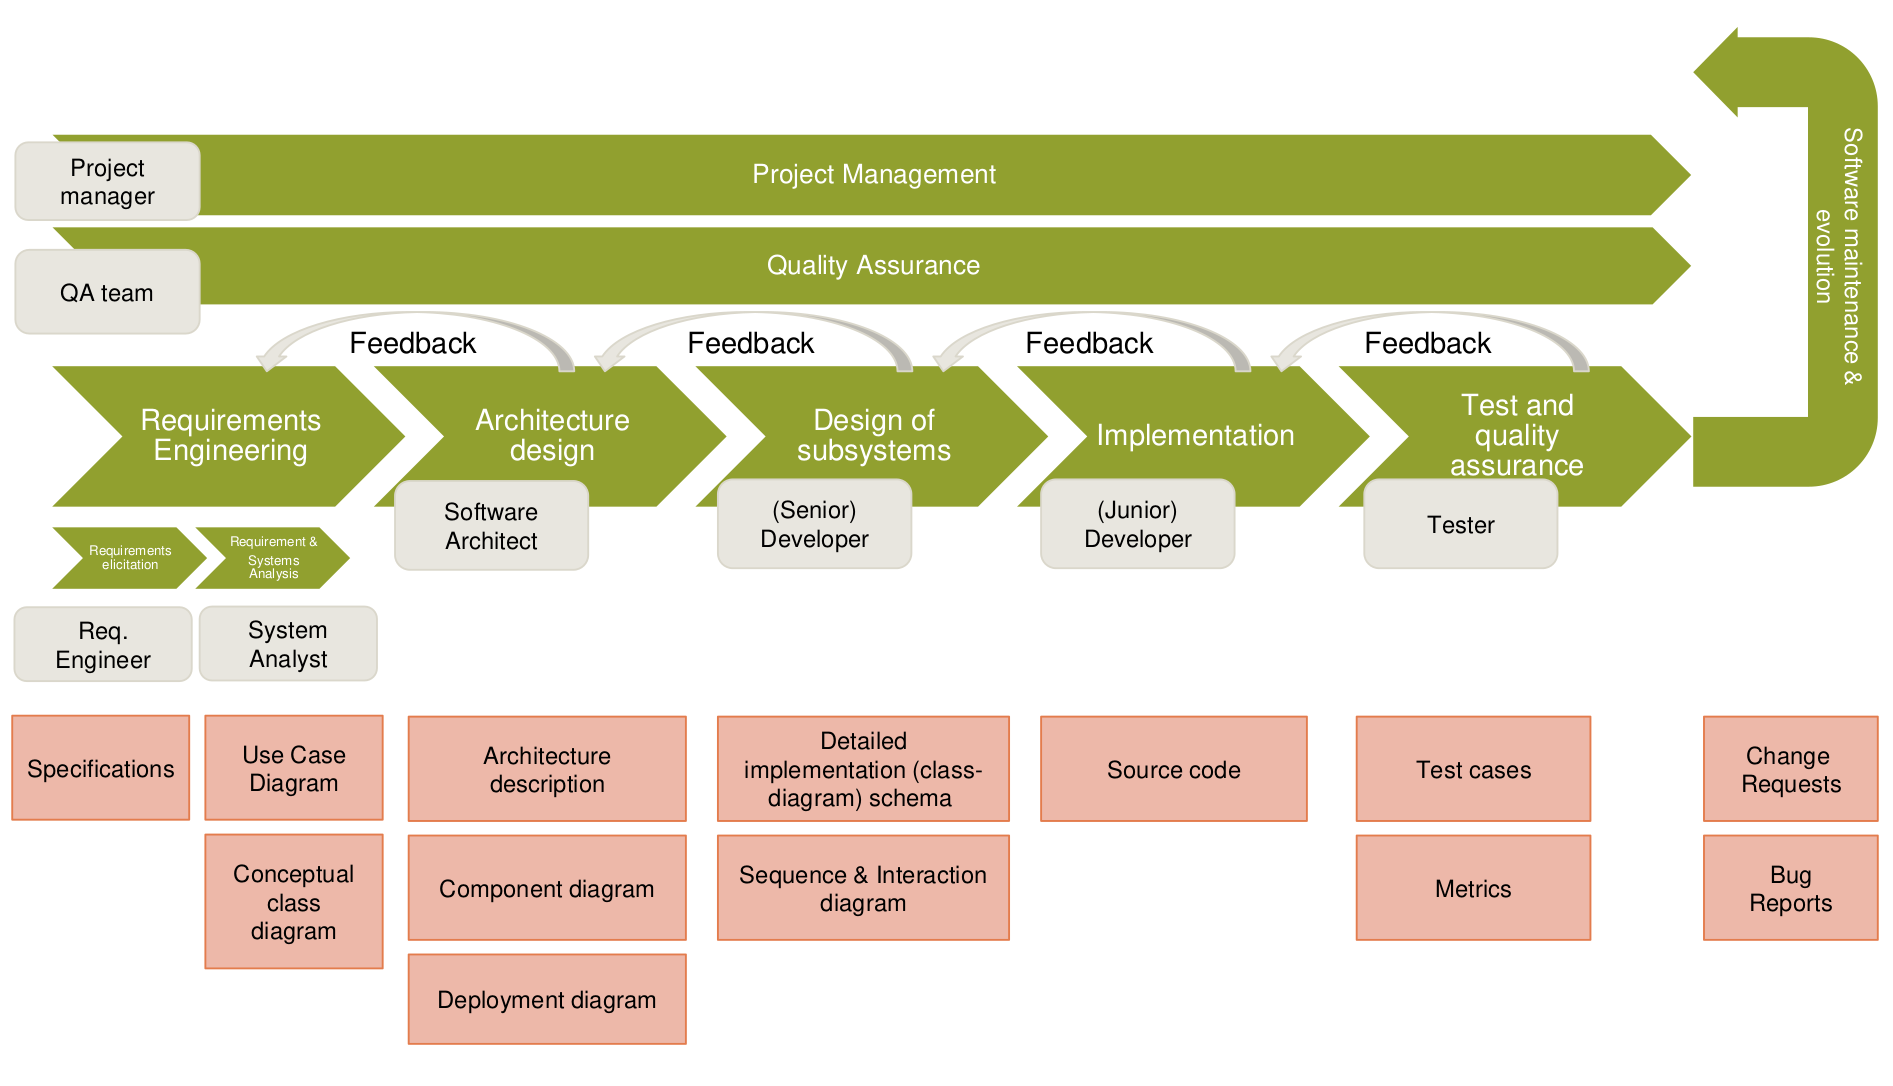 Project
manager
Project Management
QA team
Quality Assurance
Software maintenance &
evolution
Feedback
Feedback
Feedback
Feedback
Requirements
Engineering
Architecture
design
Design of
subsystems
Implementation
Test and
quality
assurance
Software
Architect
(Senior)
Developer
(Junior)
Developer
Tester
Requirements
elicitation
Requirement &
Systems
Analysis
Req.
Engineer
System
Analyst
Specifications
Use Case
Diagram
Architecture
description
Detailed
implementation (class-
diagram) schema
Source code
Test cases
Change
Requests
Conceptual
class
diagram
Component diagram
Sequence & Interaction
diagram
Metrics
Bug
Reports
Deployment diagram